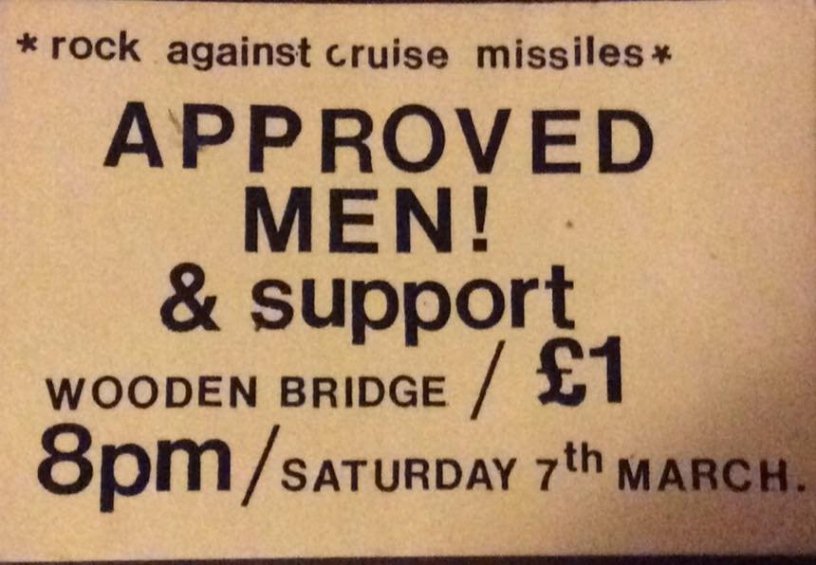 *rock against cruise missiles*
APPROVED
MEN!
& support
WOODEN BRIDGE / £1
8pm/SATURDAY 7th MARCH.